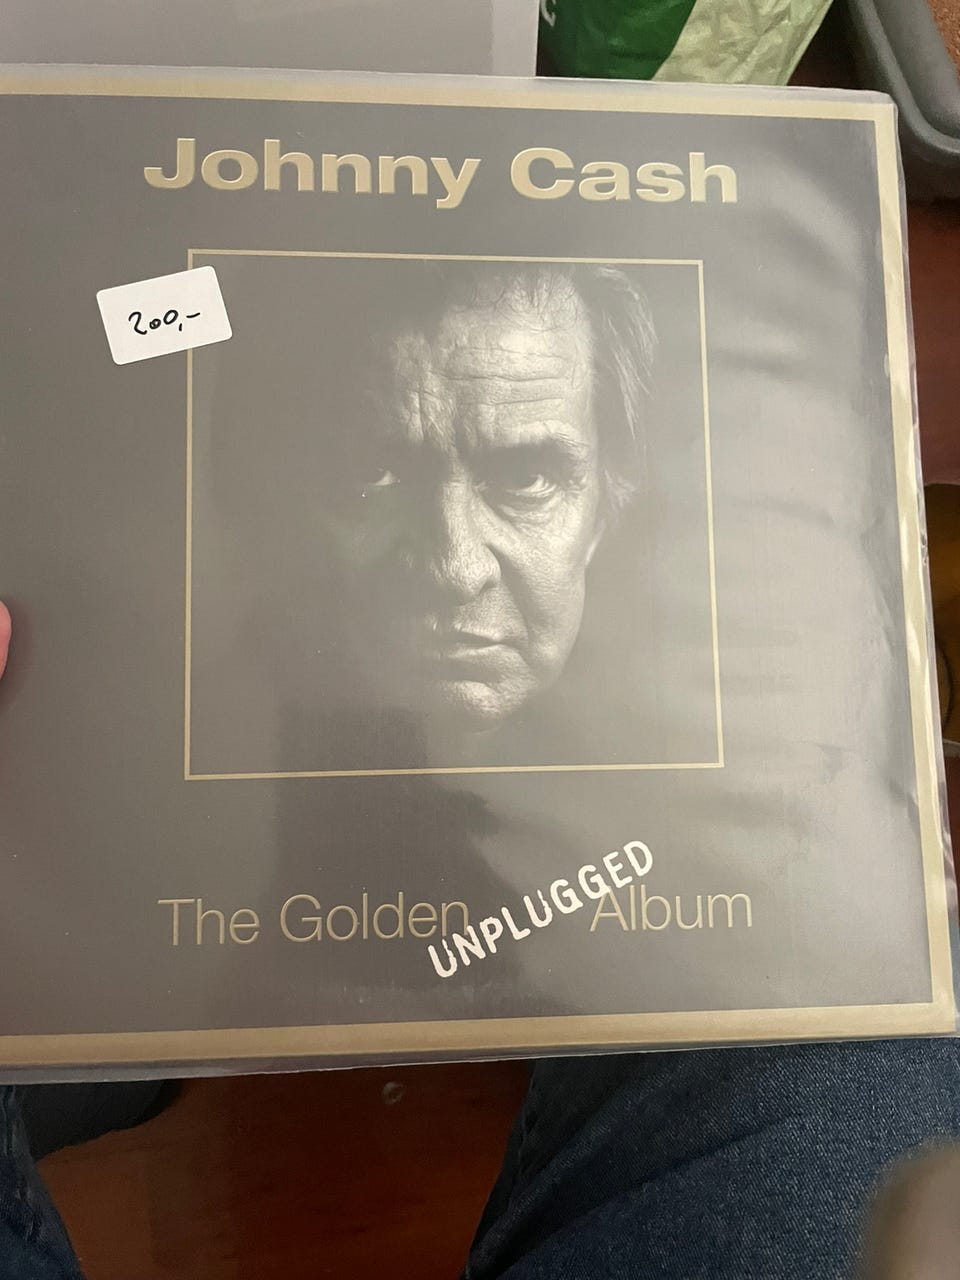 Johnny Cash
200,-
The Golden UNPLUGGED Album